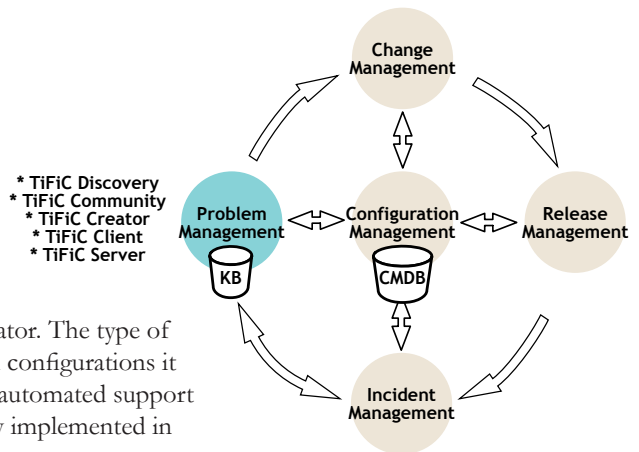 Change
Management
* TiFiC Discovery
* TiFiC Community
* TiFiC Creator
* TiFiC Client
* TiFiC Server
Problem
Management
KB
Configuration
Management
CMDB
Release
Management
Incident
Management
ator. The type of
configurations it
automated support
implemented in